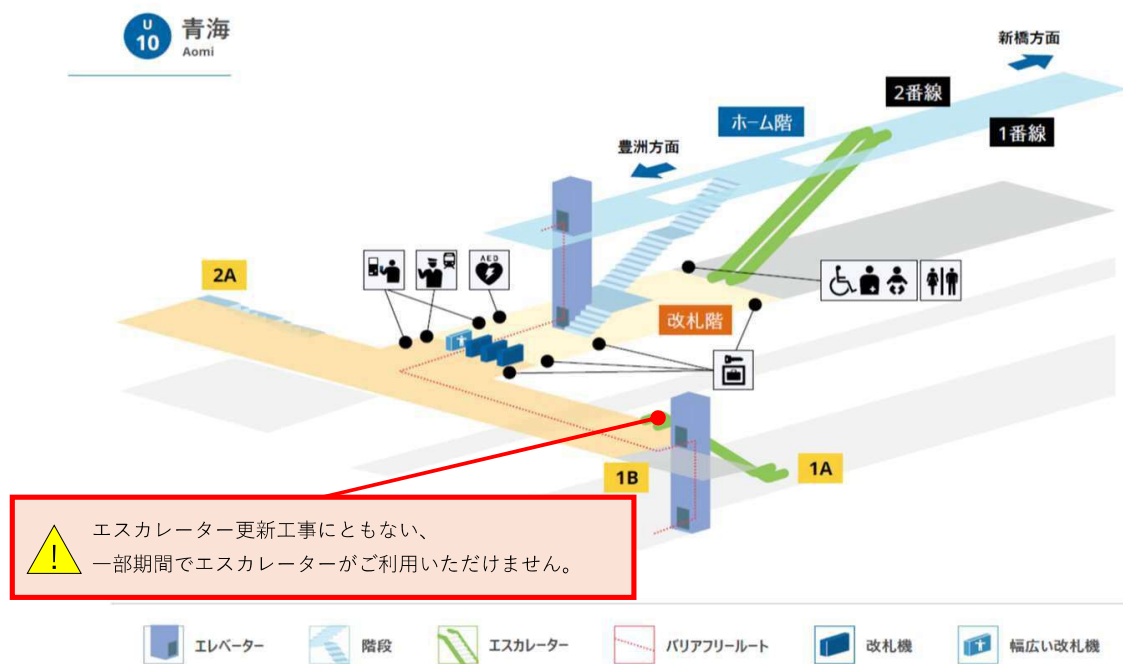 U
10
青海
Aomi
新橋方面
2番線
ホーム階
1番線
豊洲方面
AED
2A
改札階
1B
1A
エスカレーター更新工事にともない、
一部期間でエスカレーターがご利用いただけません。
エレベーター
階段
エスカレーター
バリアフリールート
改札機
幅広い改札機